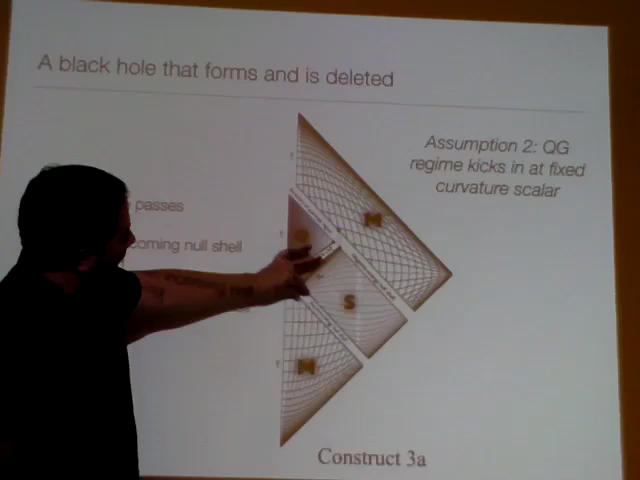 A black hole that forms and is deleted
Assumption 2: QG
regime kicks in at fixed
curvature scalar
passes
coming null shell
M
S
M
Construct 3a